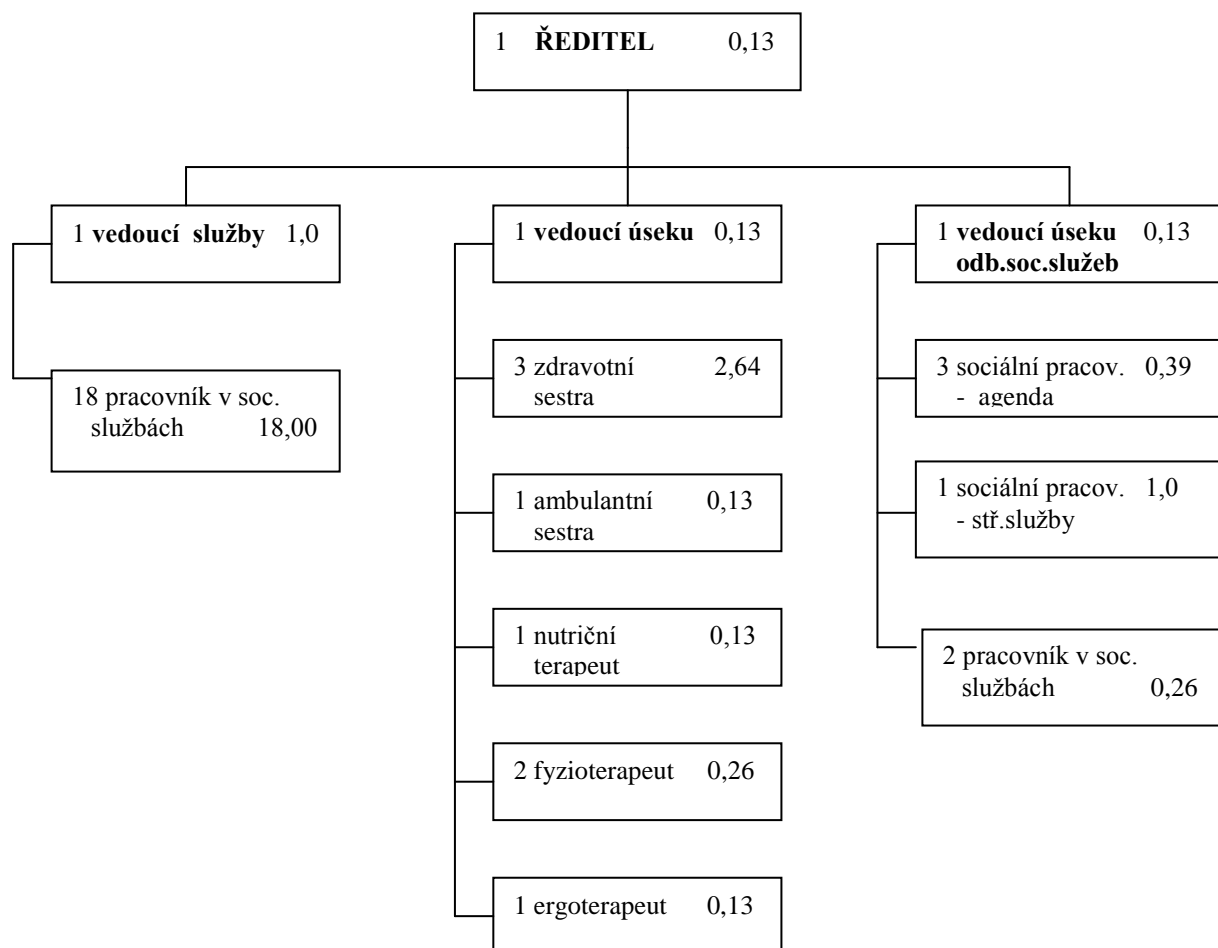 1 ŘEDITEL 0,13
1 vedoucí služby 1,0
18 pracovník v soc.
službách 18,00
1 vedoucí úseku 0,13
3 zdravotní 2,64
sestra
1 ambulantní 0,13
sestra
1 nutriční 0,13
terapeut
2 fyzioterapeut 0,26
1 ergoterapeut 0,13
1 vedoucí úseku 0,13
odb.soc.služeb
3 sociální pracov. 0,39
- agenda
1 sociální pracov. 1,0
- stř.služby
2 pracovník v soc.
službách 0,26